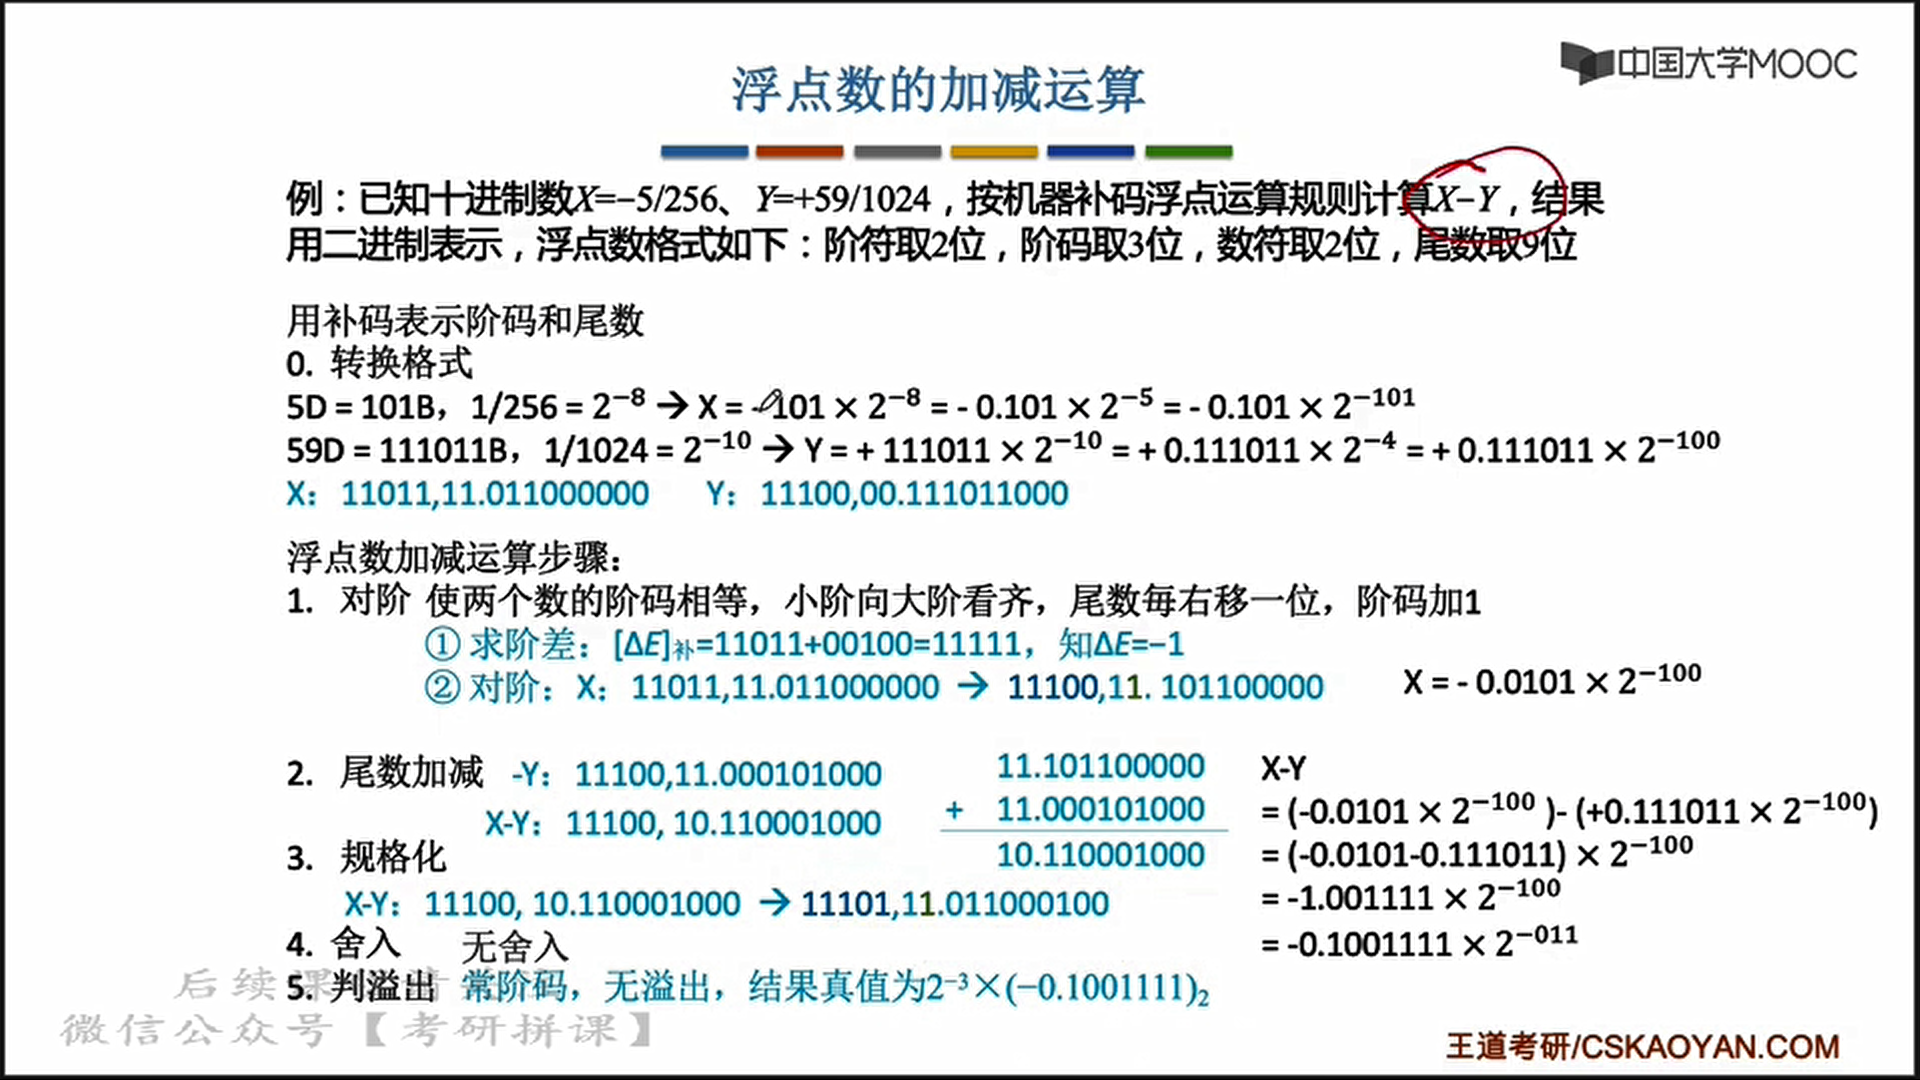 中国大学MOOC
浮点数的加减运算
例：已知十进制数X=−5/256、Y=+59/1024，按机器补码浮点运算规则计算X−Y，结果
用二进制表示，浮点数格式如下：阶符取2位，阶码取3位，数符取2位，尾数取9位
用补码表示阶码和尾数
0. 转换格式
5D = 101B，1/256 = 2⁻⁸ → X = -101 × 2⁻⁸ = - 0.101 × 2⁻⁵ = - 0.101 × 2⁻¹⁰¹
59D = 111011B，1/1024 = 2⁻¹⁰ → Y = + 111011 × 2⁻¹⁰ = + 0.111011 × 2⁻⁴ = + 0.111011 × 2⁻¹⁰⁰
X：11011,11.011000000 Y：11100,00.111011000
浮点数加减运算步骤：
1. 对阶 使两个数的阶码相等，小阶向大阶看齐，尾数每右移一位，阶码加1
① 求阶差：[ΔE]补=11011+00100=11111，知ΔE=−1
② 对阶：X：11011,11.011000000 → 11100,11. 101100000 X = - 0.0101 × 2⁻¹⁰⁰
2. 尾数加减 -Y：11100,11.000101000
X-Y：11100, 10.110001000
11.101100000
+ 11.000101000
10.110001000
X-Y
= (-0.0101 × 2⁻¹⁰⁰ )- (+0.111011 × 2⁻¹⁰⁰)
= (-0.0101-0.111011) × 2⁻¹⁰⁰
= -1.001111 × 2⁻¹⁰⁰
= -0.1001111 × 2⁻⁰¹¹
3. 规格化
X-Y：11100, 10.110001000 → 11101,11.011000100
4. 舍入 无舍入
5. 判溢出 常阶码，无溢出，结果真值为2⁻³×(−0.1001111)₂
后续课
微信公众号【考研拼课】
王道考研/CSKAOYAN.COM